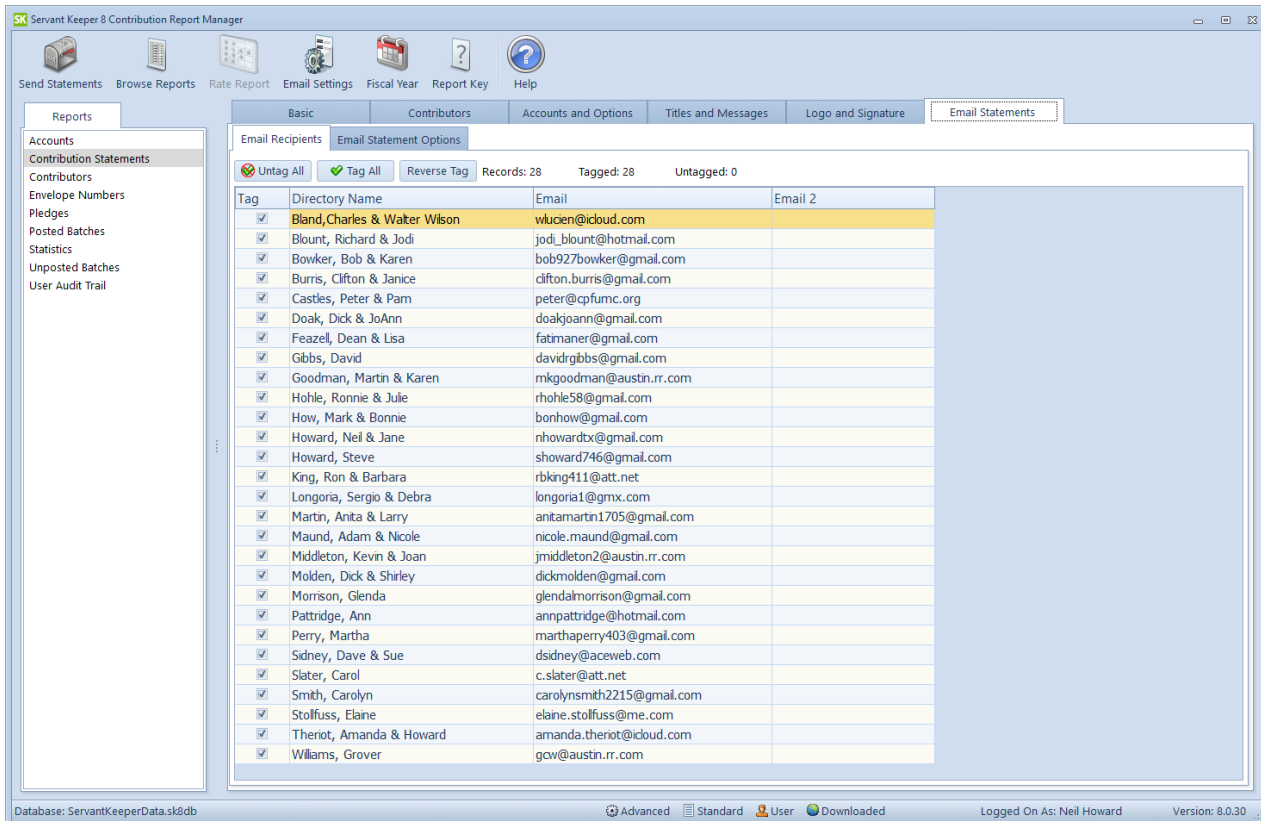 SK Servant Keeper 8 Contribution Report Manager
Send Statements Browse Reports Rate Report Email Settings Fiscal Year Report Key Help
Reports
Accounts
Contribution Statements
Contributors
Envelope Numbers
Pledges
Posted Batches
Statistics
Unposted Batches
User Audit Trail
Basic Contributors Accounts and Options Titles and Messages Logo and Signature Email Statements
Email Recipients Email Statement Options
Untag All Tag All Reverse Tag Records: 28 Tagged: 28 Untagged: 0
Tag Directory Name Email Email 2
Bland,Charles & Walter Wilson wlucien@icloud.com
Blount, Richard & Jodi jodi_blount@hotmail.com
Bowker, Bob & Karen bob927bowker@gmail.com
Burris, Clifton & Janice clifton.burris@gmail.com
Castles, Peter & Pam peter@cpfumc.org
Doak, Dick & JoAnn doakjoann@gmail.com
Feazell, Dean & Lisa fatimaner@gmail.com
Gibbs, David davidrgibbs@gmail.com
Goodman, Martin & Karen mkgoodman@austin.rr.com
Hohle, Ronnie & Julie rhohle58@gmail.com
How, Mark & Bonnie bonhow@gmail.com
Howard, Neil & Jane nhowardtx@gmail.com
Howard, Steve showard746@gmail.com
King, Ron & Barbara rbking411@att.net
Longoria, Sergio & Debra longoria1@gmx.com
Martin, Anita & Larry anitamartin1705@gmail.com
Maund, Adam & Nicole nicole.maund@gmail.com
Middleton, Kevin & Joan jmiddleton2@austin.rr.com
Molden, Dick & Shirley dickmolden@gmail.com
Morrison, Glenda glendalmorrison@gmail.com
Pattridge, Ann annpattridge@hotmail.com
Perry, Martha marthaperry403@gmail.com
Sidney, Dave & Sue dsidney@aceweb.com
Slater, Carol c.slater@att.net
Smith, Carolyn carolynsmith2215@gmail.com
Stollfuss, Elaine elaine.stollfuss@me.com
Theriot, Amanda & Howard amanda.theriot@icloud.com
Williams, Grover gcw@austin.rr.com
Database: ServantKeeperData.sk8db Advanced Standard User Downloaded Logged On As: Neil Howard Version: 8.0.30